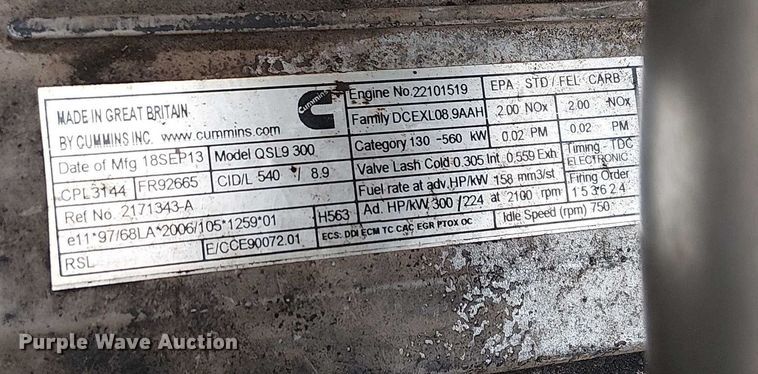 MADE IN GREAT BRITAIN
BY CUMMINS INC. www.cummins.com
Cummins
Date of Mfg 18SEP13 Model QSL9 300
CPL3144 FR92665 CID/L 540 / 8.9
Ref No. 2171343-A
e11*97/68LA*2006/105*1259*01 H563
RSL E/CCE90072.01
Engine No.22101519 EPA STD/FEL CARB
Family DCEXL08.9AAH 2.00 NOx 2.00 NOx
Category 130 -560 kW 0.02 PM 0.02 PM
Valve Lash Cold 0.305 Int 0.559 Exh Timing- TDC
ELECTRONIC
Fuel rate at adv.HP/kW 158 mm3/st Firing Order
Ad. HP/kW 300 /224 at 2100 rpm 1 5 3 6 2 4
ECS: DDI ECM TC CAC EGR PTOX OC Idle Speed (rpm) 750
Purple Wave Auction